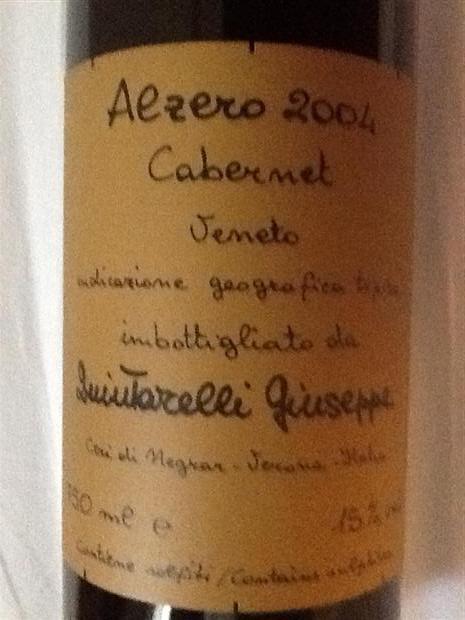 Alzero 2004
Cabernet
Veneto
indicazione geografica tipica
imbottigliato da
Quintarelli Giuseppe
Cerè di Negrar - Verona - Italia
750 ml e 15% vol
Contiene solfiti / Contains sulphites